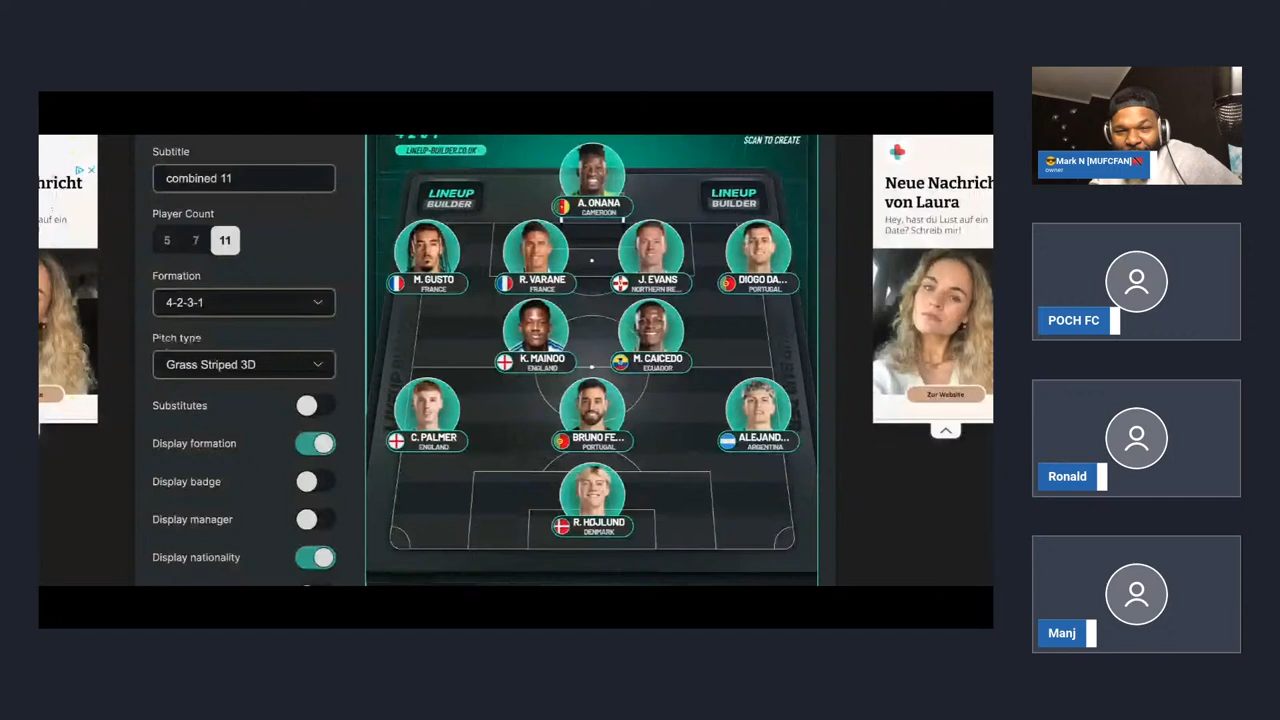 Subtitle
combined 11
Player Count
5 7 11
Formation
4-2-3-1
Pitch type
Grass Striped 3D
Substitutes
Display formation
Display badge
Display manager
Display nationality
LINEUP-BUILDER.CO.UK
SCAN TO CREATE
LINEUP
BUILDER
LINEUP
BUILDER
A. ONANA
CAMEROON
M. GUSTO
FRANCE
R. VARANE
FRANCE
J. EVANS
NORTHERN IRE...
DIOGO DA...
PORTUGAL
K. MAINOO
ENGLAND
M. CAICEDO
ECUADOR
C. PALMER
ENGLAND
BRUNO FE...
PORTUGAL
ALEJAND...
ARGENTINA
R. HØJLUND
DENMARK
hricht
ein
Neue Nachrich
von Laura
Hey, hast du Lust auf ein
Date? Schreib mir!
Zur Website
😎Mark N [MUFCFAN]
owner
POCH FC
Ronald
Manj